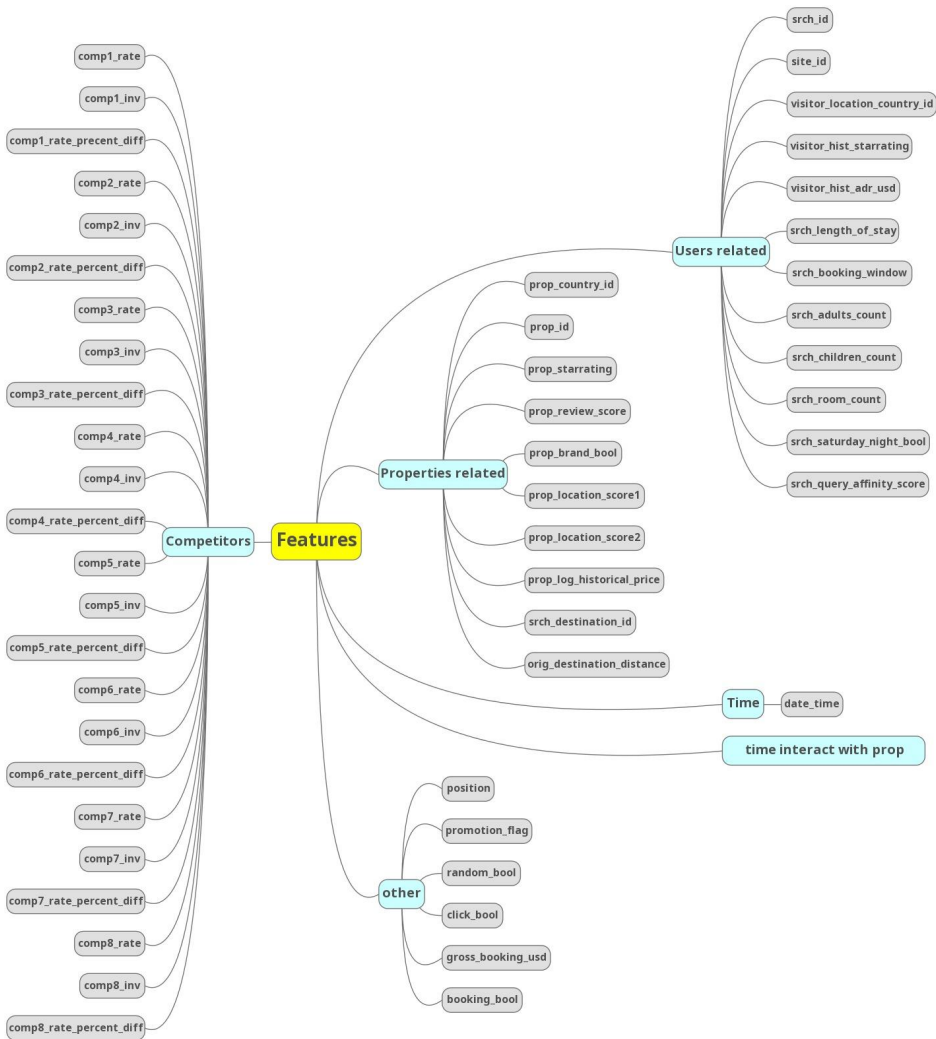 Features
Competitors
comp1_rate
comp1_inv
comp1_rate_precent_diff
comp2_rate
comp2_inv
comp2_rate_percent_diff
comp3_rate
comp3_inv
comp3_rate_percent_diff
comp4_rate
comp4_inv
comp4_rate_percent_diff
comp5_rate
comp5_inv
comp5_rate_percent_diff
comp6_rate
comp6_inv
comp6_rate_percent_diff
comp7_rate
comp7_inv
comp7_rate_percent_diff
comp8_rate
comp8_inv
comp8_rate_percent_diff
Users related
srch_id
site_id
visitor_location_country_id
visitor_hist_starrating
visitor_hist_adr_usd
srch_length_of_stay
srch_booking_window
srch_adults_count
srch_children_count
srch_room_count
srch_saturday_night_bool
srch_query_affinity_score
Properties related
prop_country_id
prop_id
prop_starrating
prop_review_score
prop_brand_bool
prop_location_score1
prop_location_score2
prop_log_historical_price
srch_destination_id
orig_destination_distance
Time
date_time
time interact with prop
other
position
promotion_flag
random_bool
click_bool
gross_booking_usd
booking_bool